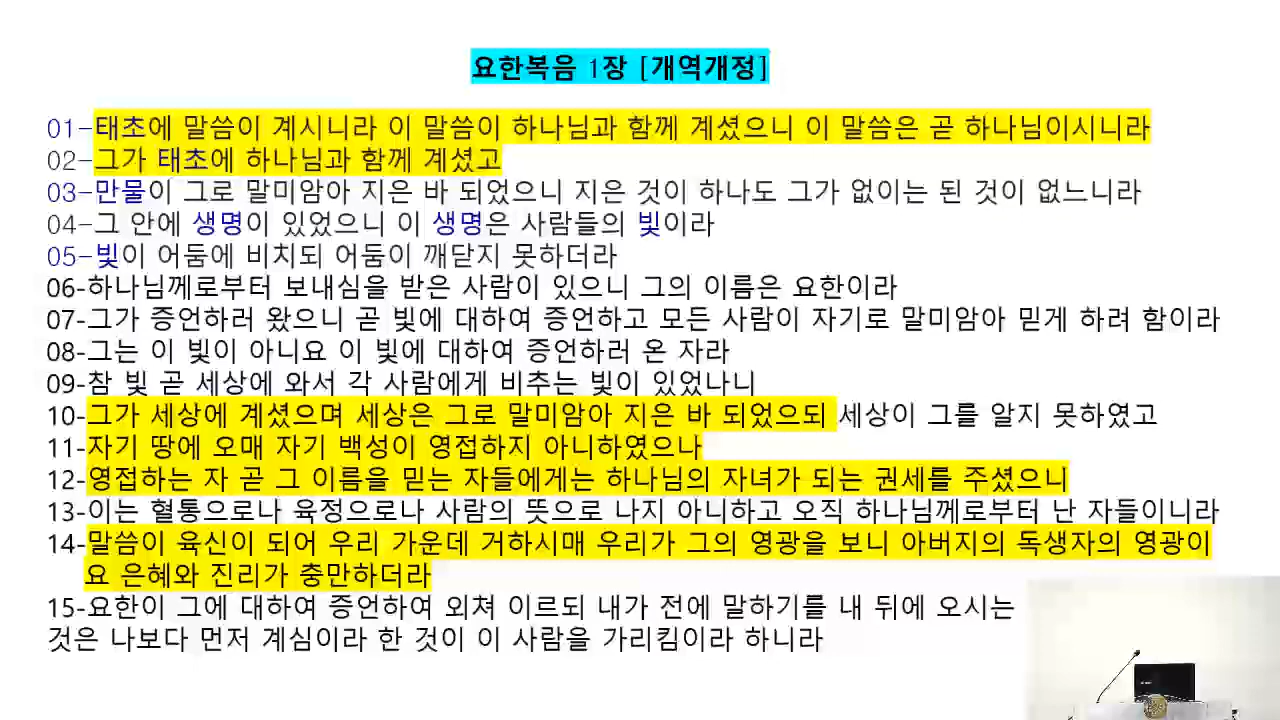 요한복음 1장 [개역개정]
01-태초에 말씀이 계시니라 이 말씀이 하나님과 함께 계셨으니 이 말씀은 곧 하나님이시니라
02-그가 태초에 하나님과 함께 계셨고
03-만물이 그로 말미암아 지은 바 되었으니 지은 것이 하나도 그가 없이는 된 것이 없느니라
04-그 안에 생명이 있었으니 이 생명은 사람들의 빛이라
05-빛이 어둠에 비치되 어둠이 깨닫지 못하더라
06-하나님께로부터 보내심을 받은 사람이 있으니 그의 이름은 요한이라
07-그가 증언하러 왔으니 곧 빛에 대하여 증언하고 모든 사람이 자기로 말미암아 믿게 하려 함이라
08-그는 이 빛이 아니요 이 빛에 대하여 증언하러 온 자라
09-참 빛 곧 세상에 와서 각 사람에게 비추는 빛이 있었나니
10-그가 세상에 계셨으며 세상은 그로 말미암아 지은 바 되었으되 세상이 그를 알지 못하였고
11-자기 땅에 오매 자기 백성이 영접하지 아니하였으나
12-영접하는 자 곧 그 이름을 믿는 자들에게는 하나님의 자녀가 되는 권세를 주셨으니
13-이는 혈통으로나 육정으로나 사람의 뜻으로 나지 아니하고 오직 하나님께로부터 난 자들이니라
14-말씀이 육신이 되어 우리 가운데 거하시매 우리가 그의 영광을 보니 아버지의 독생자의 영광이
요 은혜와 진리가 충만하더라
15-요한이 그에 대하여 증언하여 외쳐 이르되 내가 전에 말하기를 내 뒤에 오시는
것은 나보다 먼저 계심이라 한 것이 이 사람을 가리킴이라 하니라